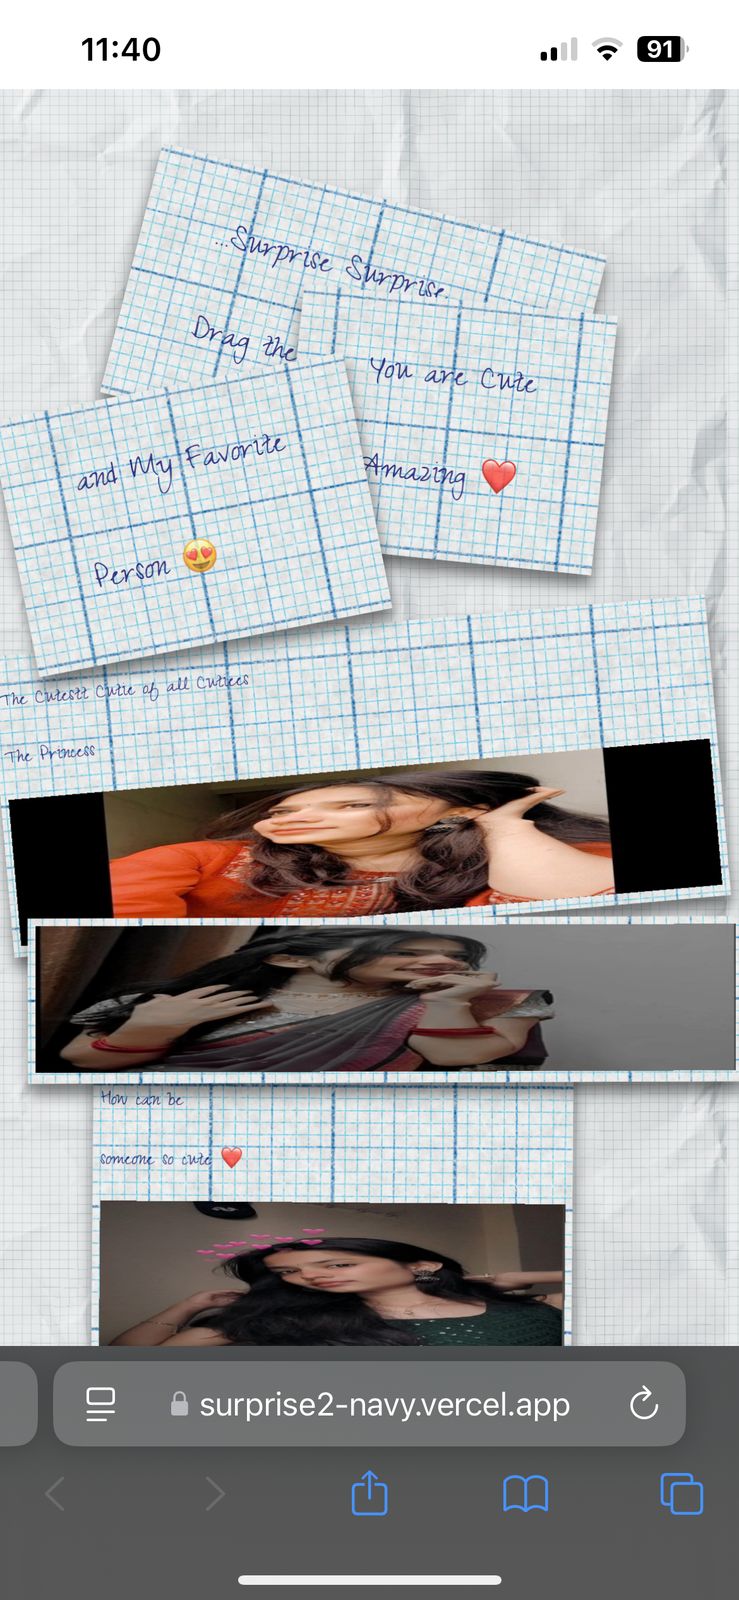 11:40
91
...Surprise Surprise.
Drag the
You are Cute
Amazing ❤️
and My Favorite
Person 😍
The Cutestt Cutie of all Cutiees
The Princess
How can be
someone so cute ❤️
surprise2-navy.vercel.app